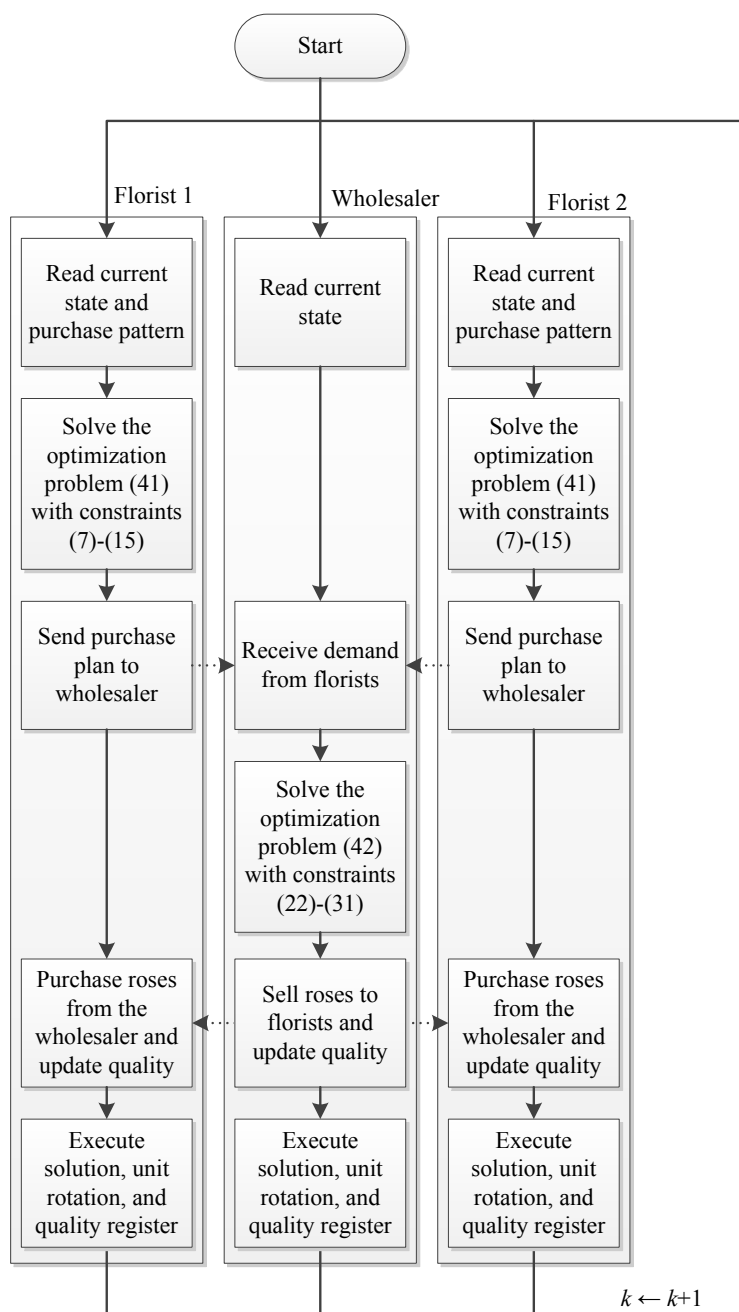 Start
Florist 1
Read current
state and
purchase pattern
Solve the
optimization
problem (41)
with constraints
(7)-(15)
Send purchase
plan to
wholesaler
Purchase roses
from the
wholesaler and
update quality
Execute
solution, unit
rotation, and
quality register
Wholesaler
Read current
state
Receive demand
from florists
Solve the
optimization
problem (42)
with constraints
(22)-(31)
Sell roses to
florists and
update quality
Execute
solution, unit
rotation, and
quality register
Florist 2
Read current
state and
purchase pattern
Solve the
optimization
problem (41)
with constraints
(7)-(15)
Send purchase
plan to
wholesaler
Purchase roses
from the
wholesaler and
update quality
Execute
solution, unit
rotation, and
quality register
k ← k+1